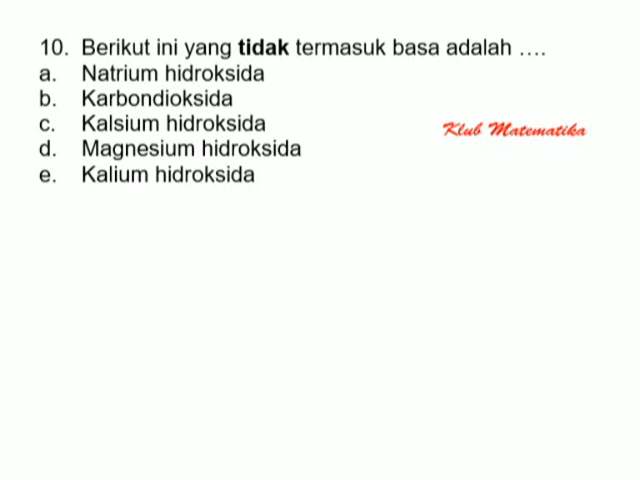 10. Berikut ini yang tidak termasuk basa adalah ....
a. Natrium hidroksida
b. Karbondioksida
c. Kalsium hidroksida
Klub Matematika
d. Magnesium hidroksida
e. Kalium hidroksida